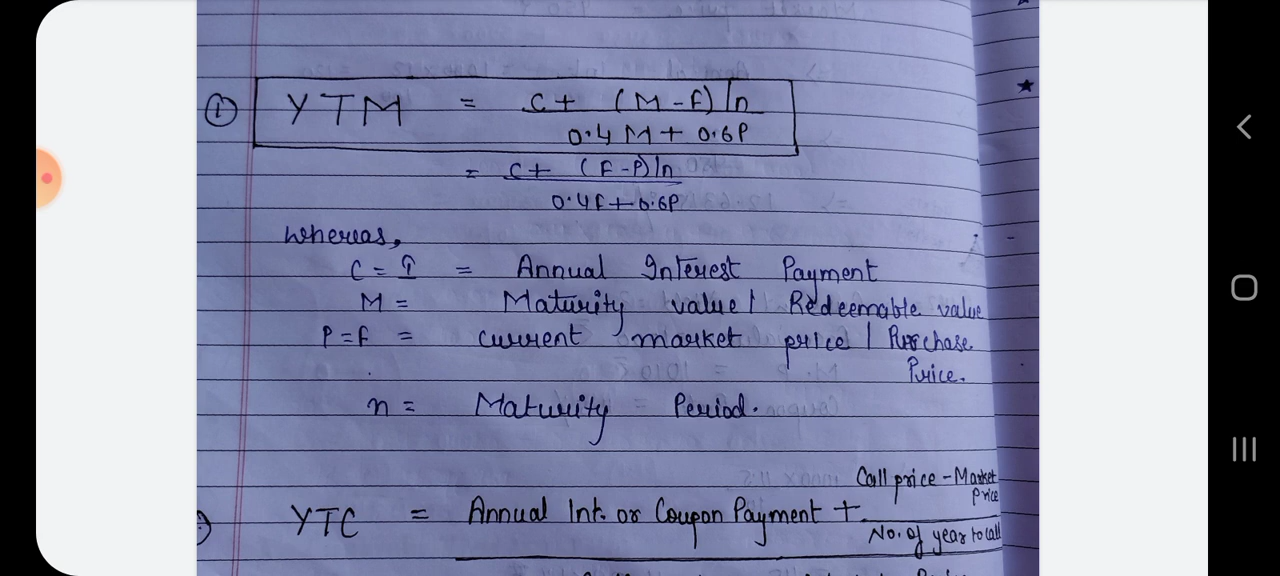 ① YTM = C + (M - F) / n
0.4 M + 0.6P
= C + (F - P) / n
0.4F + 0.6P
whereas,
C = I = Annual Interest Payment
M = Maturity value / Redeemable value
P = F = current market price / Purchase
Price.
n = Maturity Period.
Call price - Market
Price
YTC = Annual Int. or Coupon Payment +
No. of year to call